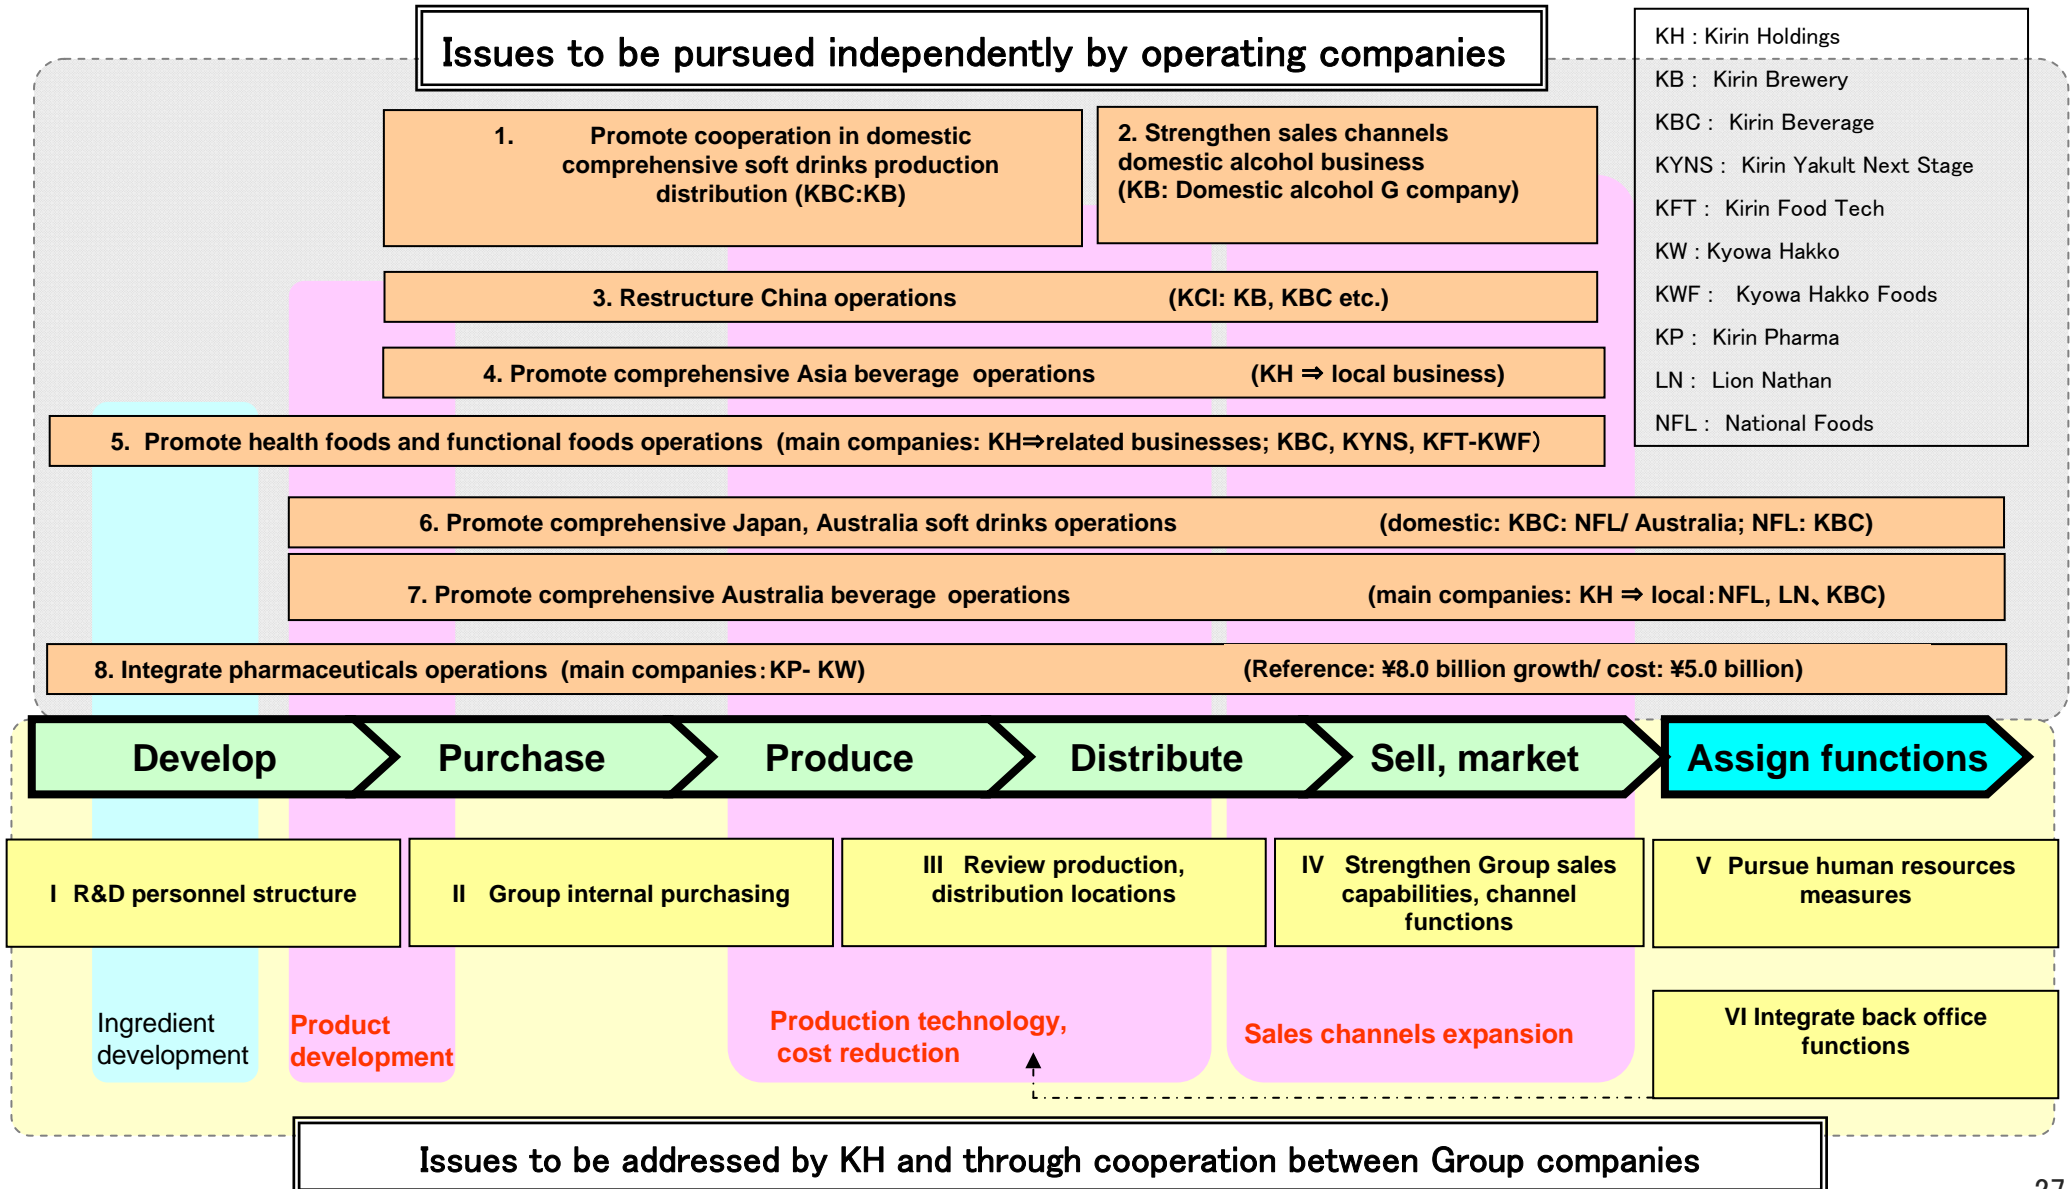 Issues to be pursued independently by operating companies
KH : Kirin Holdings
KB : Kirin Brewery
KBC : Kirin Beverage
KYNS : Kirin Yakult Next Stage
KFT : Kirin Food Tech
KW : Kyowa Hakko
KWF : Kyowa Hakko Foods
KP : Kirin Pharma
LN : Lion Nathan
NFL : National Foods
1. Promote cooperation in domestic
comprehensive soft drinks production
distribution (KBC:KB)
2. Strengthen sales channels
domestic alcohol business
(KB: Domestic alcohol G company)
3. Restructure China operations (KCI: KB, KBC etc.)
4. Promote comprehensive Asia beverage operations (KH ⇒ local business)
5. Promote health foods and functional foods operations (main companies: KH⇒related businesses; KBC, KYNS, KFT-KWF)
6. Promote comprehensive Japan, Australia soft drinks operations (domestic: KBC: NFL/ Australia; NFL: KBC)
7. Promote comprehensive Australia beverage operations (main companies: KH ⇒ local:NFL, LN、KBC)
8. Integrate pharmaceuticals operations (main companies:KP- KW) (Reference: ¥8.0 billion growth/ cost: ¥5.0 billion)
Develop
Purchase
Produce
Distribute
Sell, market
Assign functions
I R&D personnel structure
II Group internal purchasing
III Review production,
distribution locations
IV Strengthen Group sales
capabilities, channel
functions
V Pursue human resources
measures
VI Integrate back office
functions
Ingredient
development
Product
development
Production technology,
cost reduction
Sales channels expansion
Issues to be addressed by KH and through cooperation between Group companies